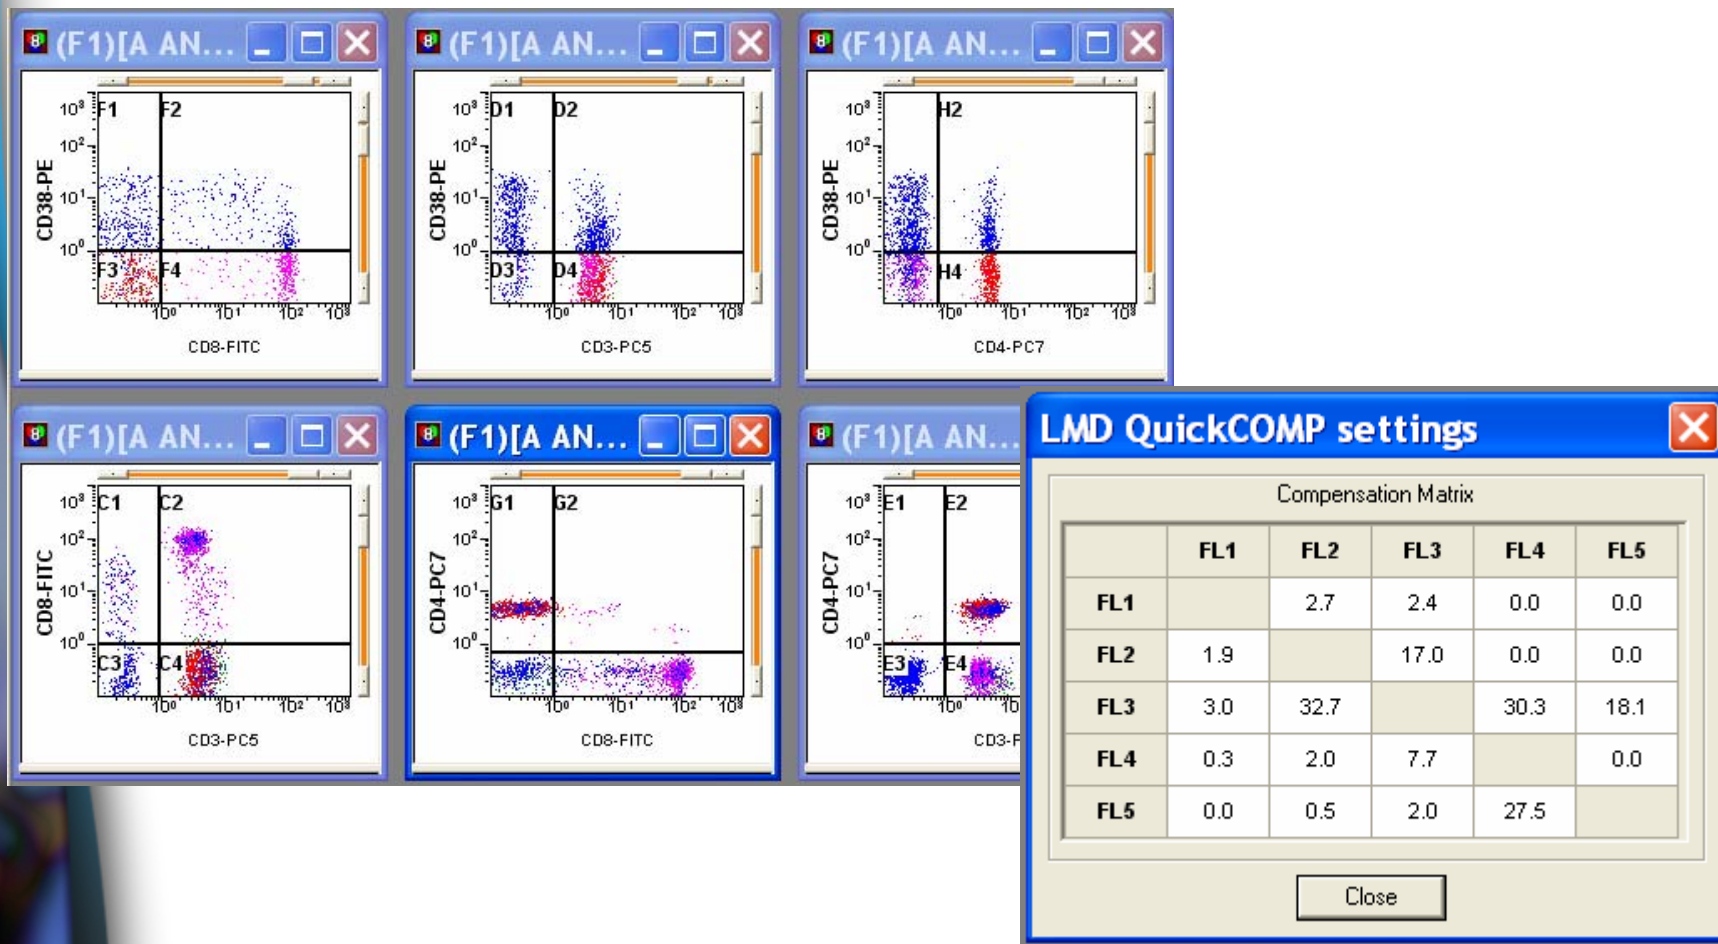 (F1)[A AN...
(F1)[A AN...
(F1)[A AN...
10³ F1 F2
10²
10¹
10⁰
F3 F4
CD38-PE
10⁰ 10¹ 10² 10³
CD8-FITC
10³ D1 D2
10²
10¹
10⁰
D3 D4
CD38-PE
10⁰ 10¹ 10² 10³
CD3-PC5
10³ H2
10²
10¹
10⁰
H4
CD38-PE
10⁰ 10¹ 10² 10³
CD4-PC7
(F1)[A AN...
(F1)[A AN...
(F1)[A AN...
10³ C1 C2
10²
10¹
10⁰
C3 C4
CD8-FITC
10⁰ 10¹ 10² 10³
CD3-PC5
10³ G1 G2
10²
10¹
10⁰
CD4-PC7
10⁰ 10¹ 10² 10³
CD8-FITC
10³ E1 E2
10²
10¹
10⁰
E3 E4
CD4-PC7
10⁰
CD3-
LMD QuickCOMP settings
Compensation Matrix
FL1 FL2 FL3 FL4 FL5
FL1 2.7 2.4 0.0 0.0
FL2 1.9 17.0 0.0 0.0
FL3 3.0 32.7 30.3 18.1
FL4 0.3 2.0 7.7 0.0
FL5 0.0 0.5 2.0 27.5
Close